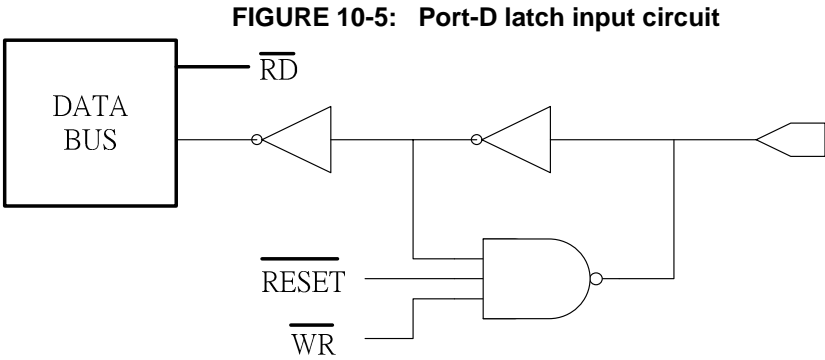 FIGURE 10-5: Port-D latch input circuit
RD
DATA
BUS
RESET
WR